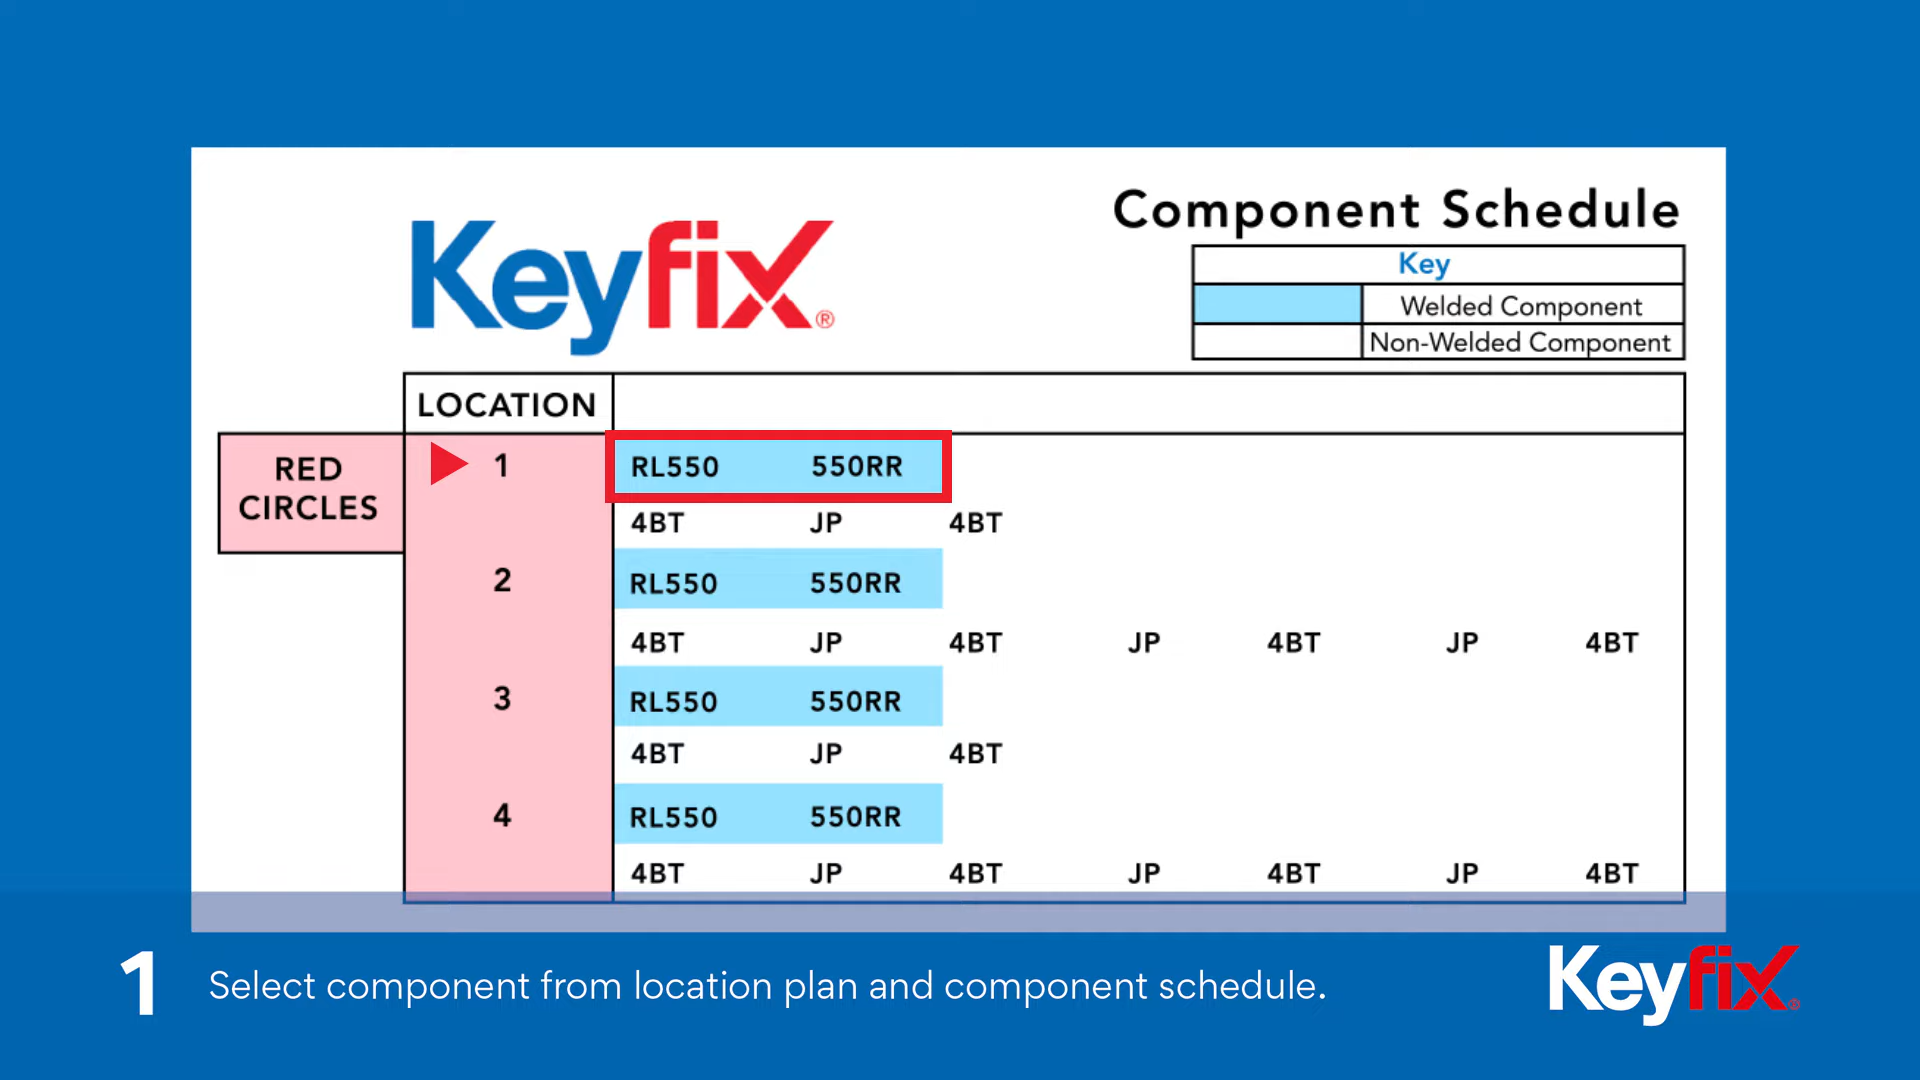 Component Schedule
Keyfix®
Key
Welded Component
Non-Welded Component
LOCATION
RED
CIRCLES
1 RL550 550RR
4BT JP 4BT
2 RL550 550RR
4BT JP 4BT JP 4BT JP 4BT
3 RL550 550RR
4BT JP 4BT
4 RL550 550RR
4BT JP 4BT JP 4BT JP 4BT
1 Select component from location plan and component schedule.
Keyfix®